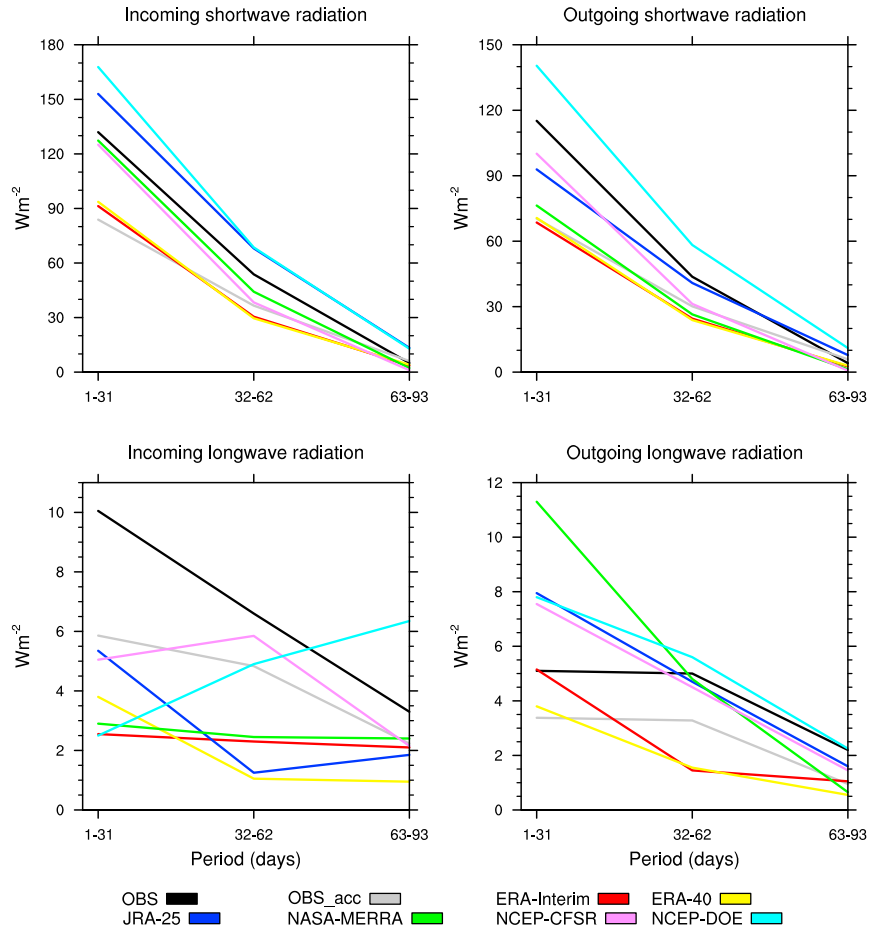 Incoming shortwave radiation
Wm-2
180
150
120
90
60
30
0
1-31 32-62 63-93
Outgoing shortwave radiation
Wm-2
150
120
90
60
30
0
1-31 32-62 63-93
Incoming longwave radiation
Wm-2
10
8
6
4
2
0
1-31 32-62 63-93
Period (days)
Outgoing longwave radiation
Wm-2
12
10
8
6
4
2
0
1-31 32-62 63-93
Period (days)
OBS OBS_acc ERA-Interim ERA-40
JRA-25 NASA-MERRA NCEP-CFSR NCEP-DOE